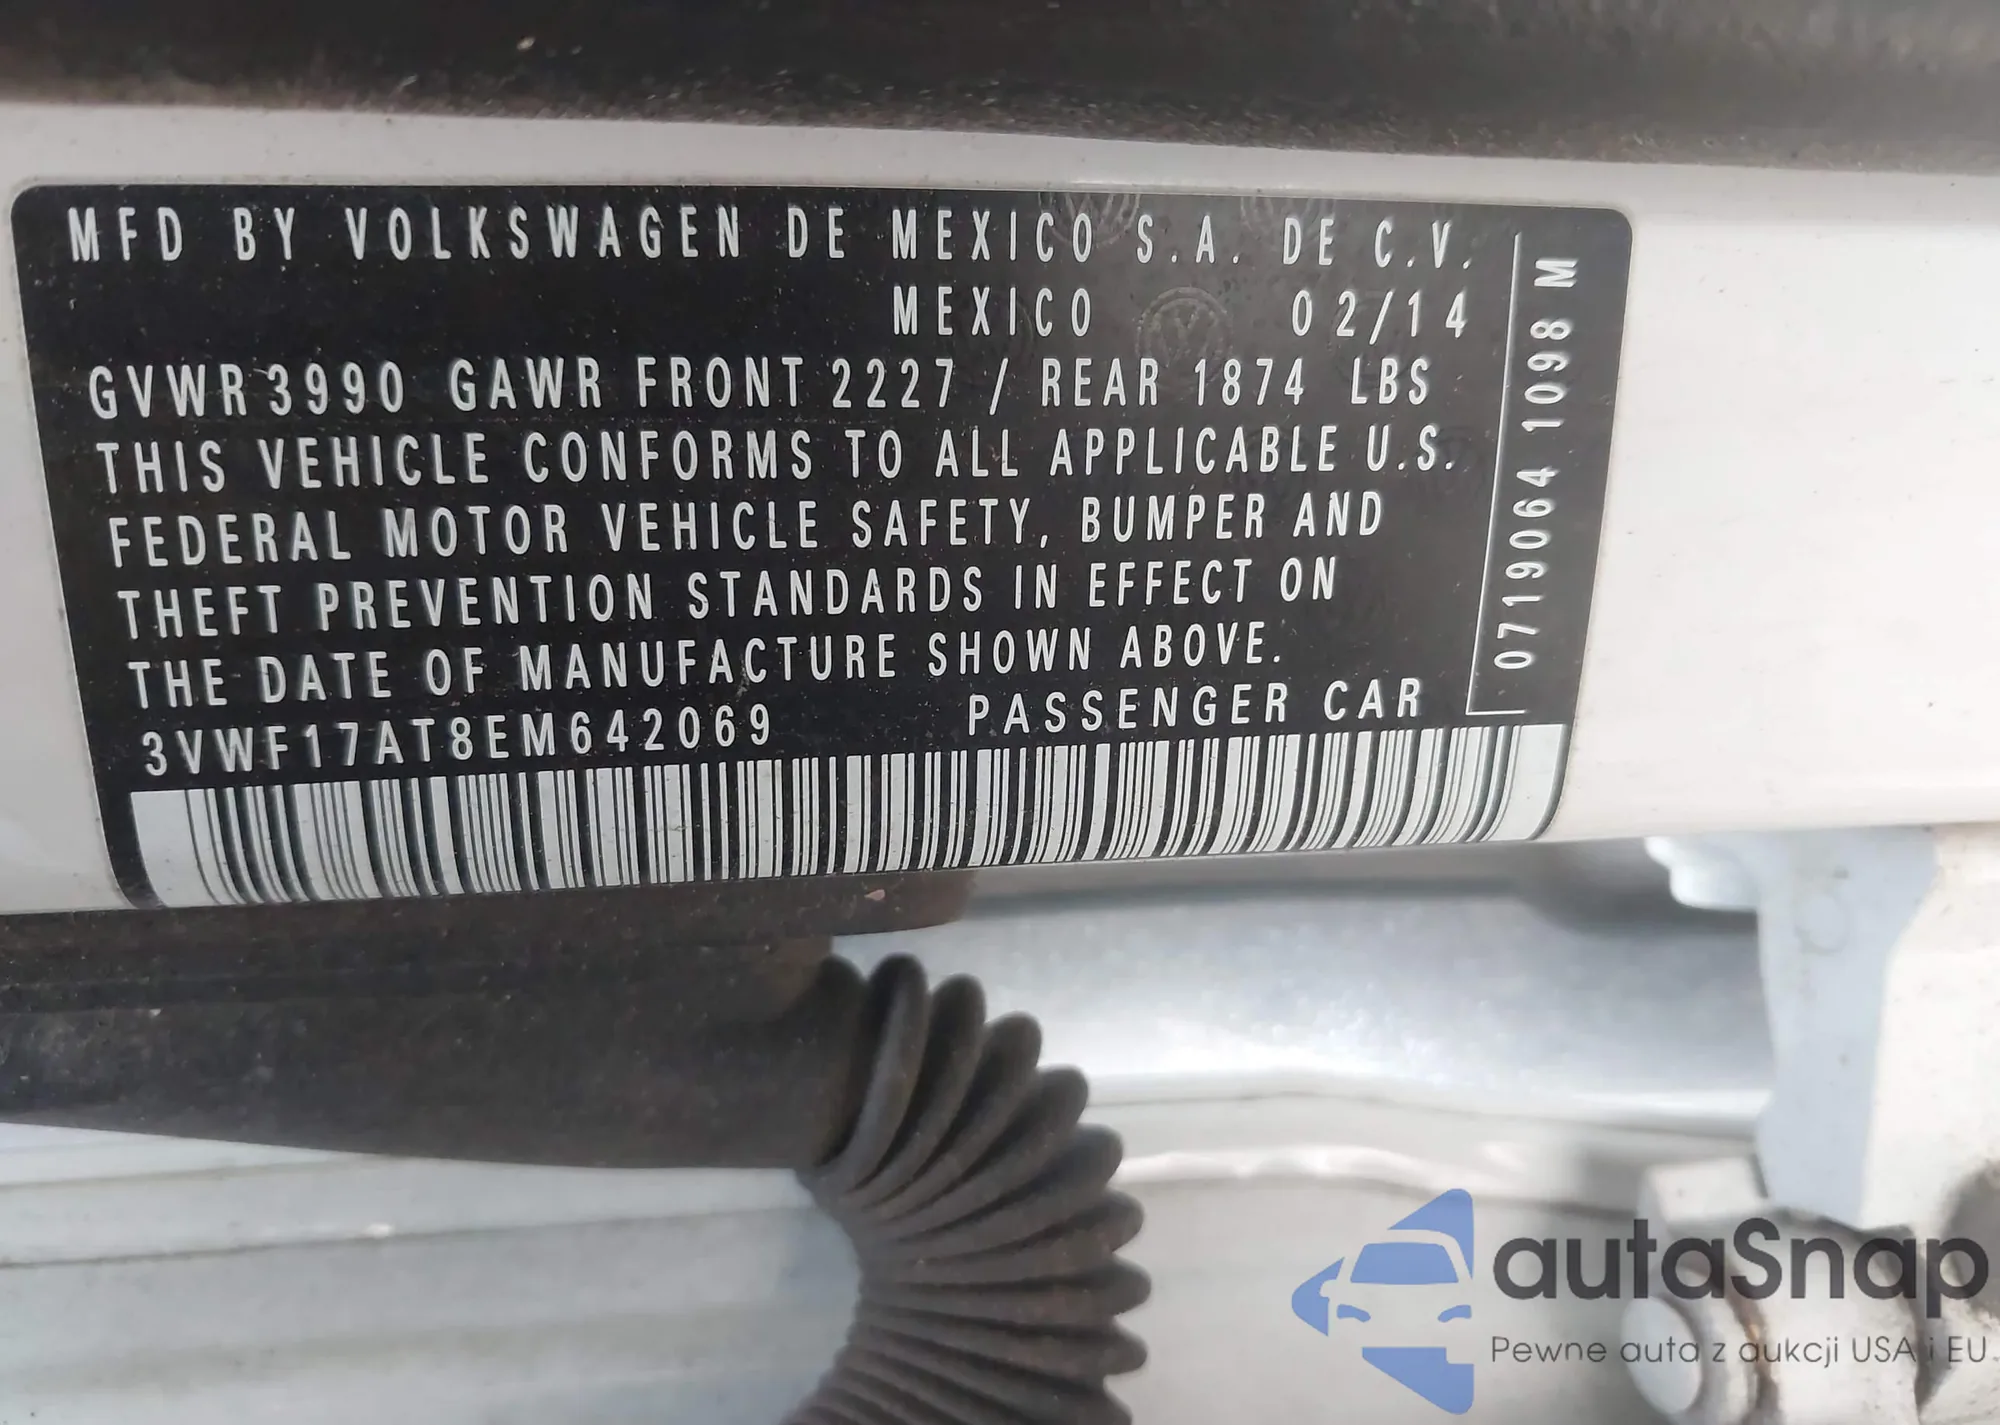 MFD BY VOLKSWAGEN DE MEXICO S.A. DE C.V.
MEXICO 02/14
GVWR 3990 GAWR FRONT 2227 / REAR 1874 LBS
THIS VEHICLE CONFORMS TO ALL APPLICABLE U.S.
FEDERAL MOTOR VEHICLE SAFETY, BUMPER AND
THEFT PREVENTION STANDARDS IN EFFECT ON
THE DATE OF MANUFACTURE SHOWN ABOVE.
3VWF17AT8EM642069 PASSENGER CAR
07190641098 M
autaSnap
Pewne auta z aukcji USA i EU